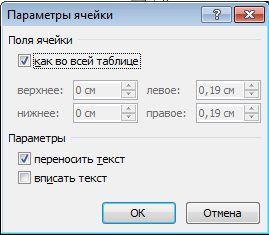 Параметры ячейки
Поля ячейки
как во всей таблице
верхнее: 0 см левое: 0,19 см
нижнее: 0 см правое: 0,19 см
Параметры
переносить текст
вписать текст
ОК Отмена